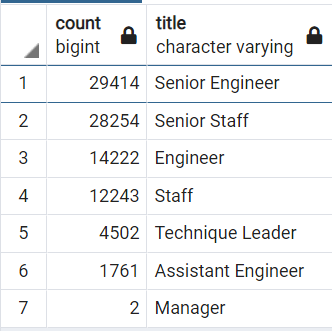 count title
bigint character varying
1 29414 Senior Engineer
2 28254 Senior Staff
3 14222 Engineer
4 12243 Staff
5 4502 Technique Leader
6 1761 Assistant Engineer
7 2 Manager